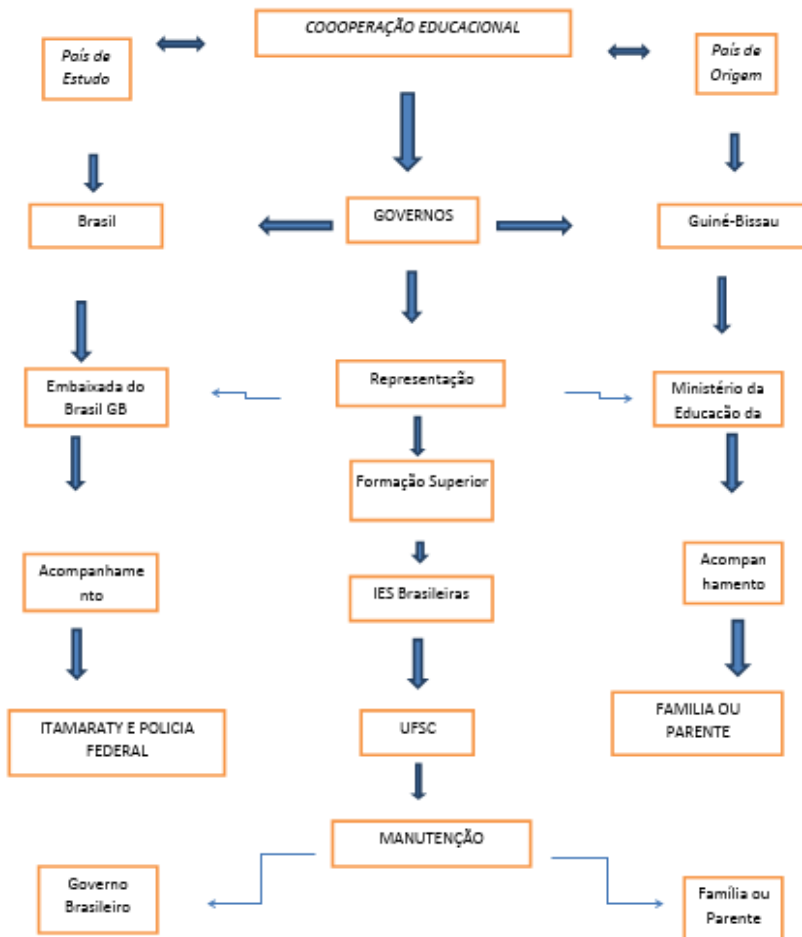 COOOPERAÇÃO EDUCACIONAL
País de
Estudo
País de
Origem
Brasil
GOVERNOS
Guiné-Bissau
Embaixada do
Brasil GB
Representação
Ministério da
Educação da
Formação Superior
Acompanhame
nto
IES Brasileiras
Acompan
hamento
ITAMARATY E POLICIA
FEDERAL
UFSC
FAMILIA OU
PARENTE
MANUTENÇÃO
Governo
Brasileiro
Família ou
Parente